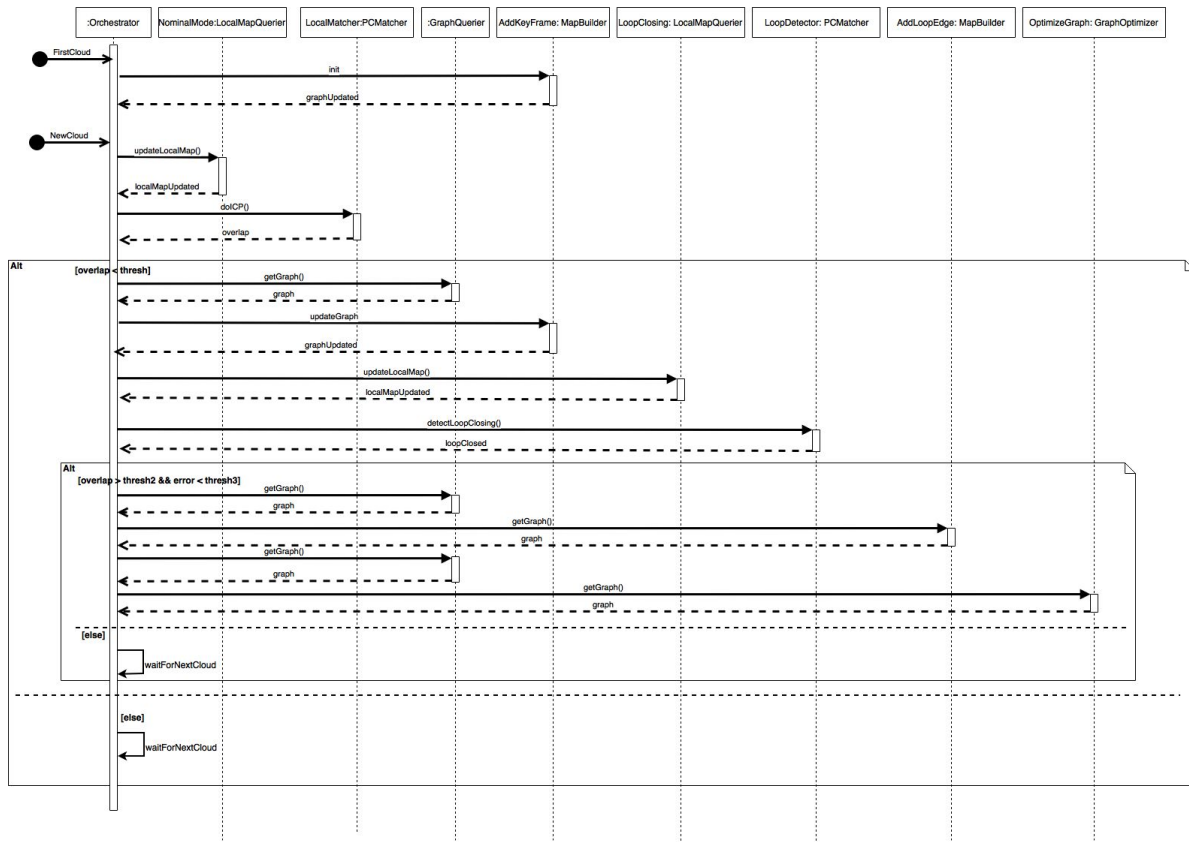 :Orchestrator
NominalMode:LocalMapQuerier
LocalMatcher:PCMatcher
:GraphQuerier
AddKeyFrame: MapBuilder
LoopClosing: LocalMapQuerier
LoopDetector: PCMatcher
AddLoopEdge: MapBuilder
OptimizeGraph: GraphOptimizer
FirstCloud
init
graphUpdated
NewCloud
updateLocalMap()
localMapUpdated
doICP()
overlap
Alt
[overlap < thresh]
getGraph()
graph
updateGraph
graphUpdated
updateLocalMap()
localMapUpdated
detectLoopClosing()
loopClosed
Alt
[overlap > thresh2 && error < thresh3]
getGraph()
graph
getGraph()
graph
getGraph()
graph
getGraph()
graph
[else]
waitForNextCloud
[else]
waitForNextCloud